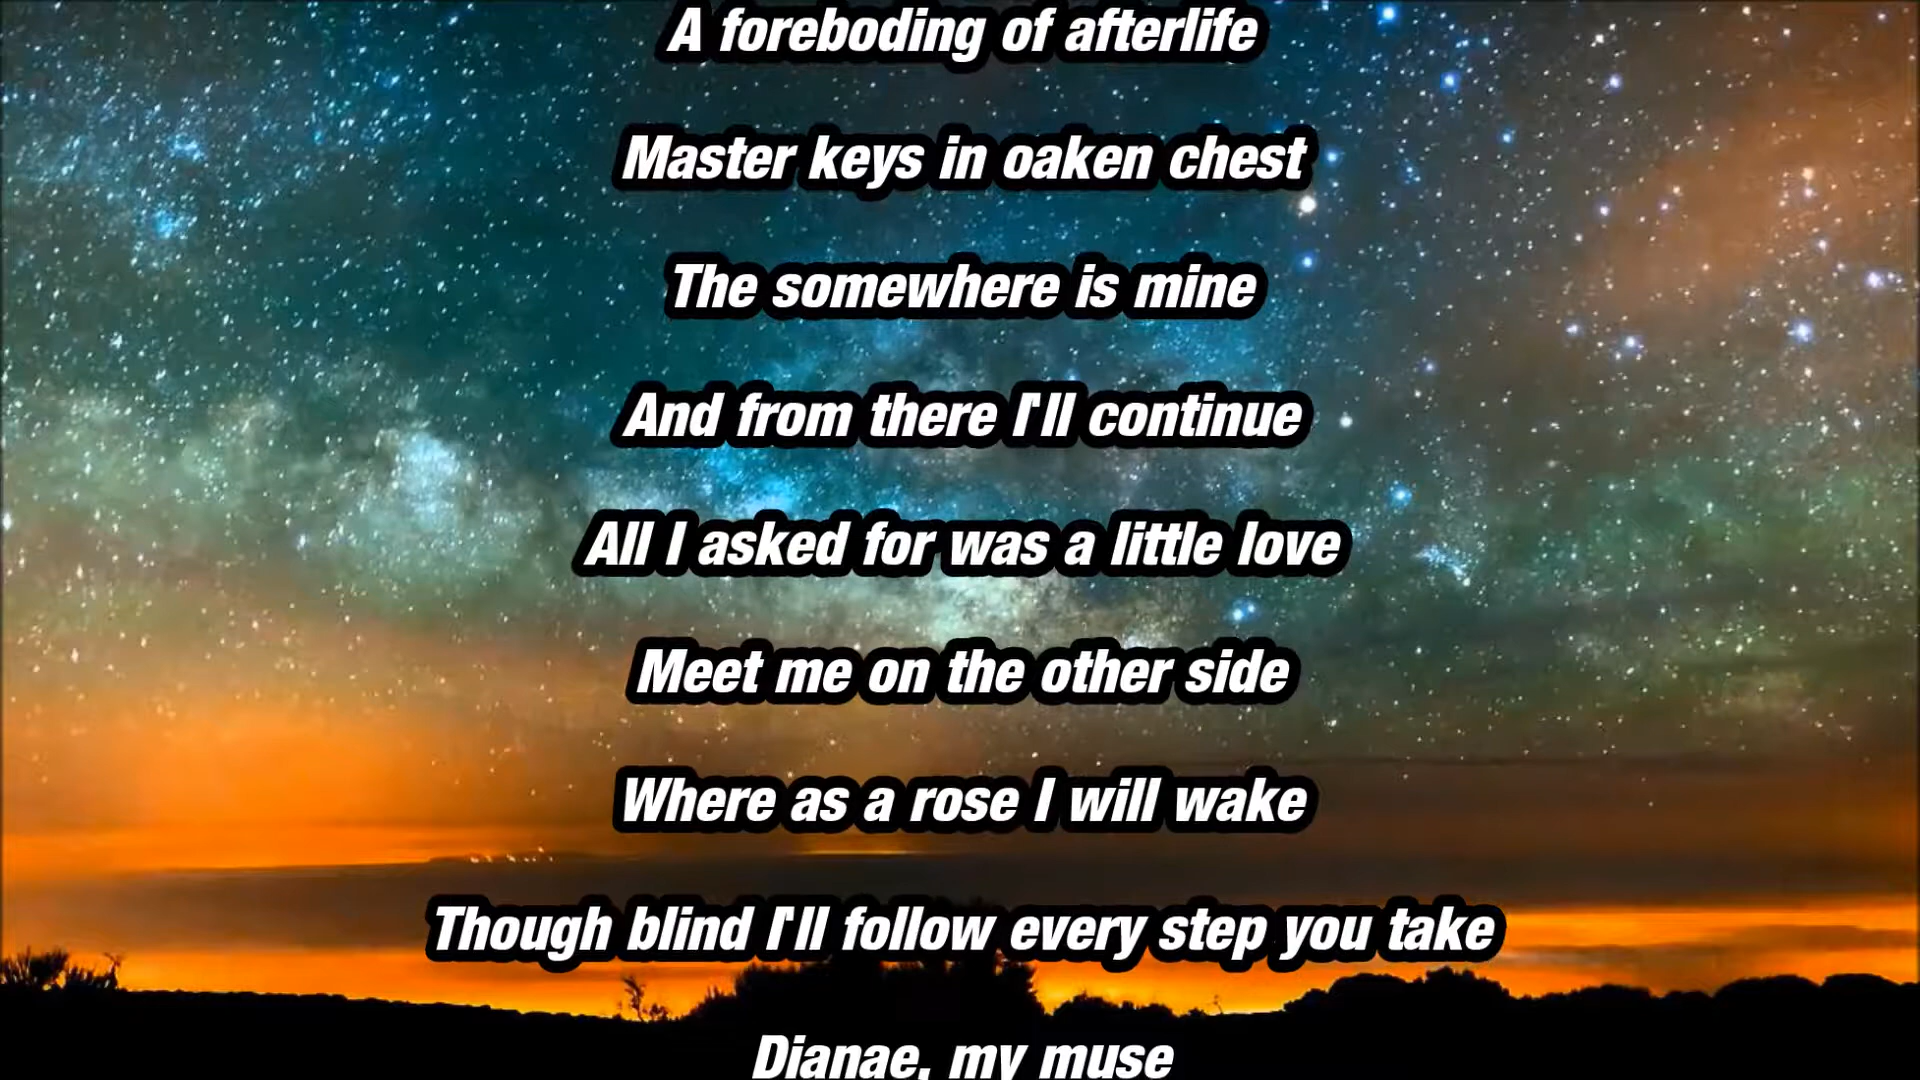 A foreboding of afterlife
Master keys in oaken chest
The somewhere is mine
And from there I'll continue
All I asked for was a little love
Meet me on the other side
Where as a rose I will wake
Though blind I'll follow every step you take
Dianae, my muse